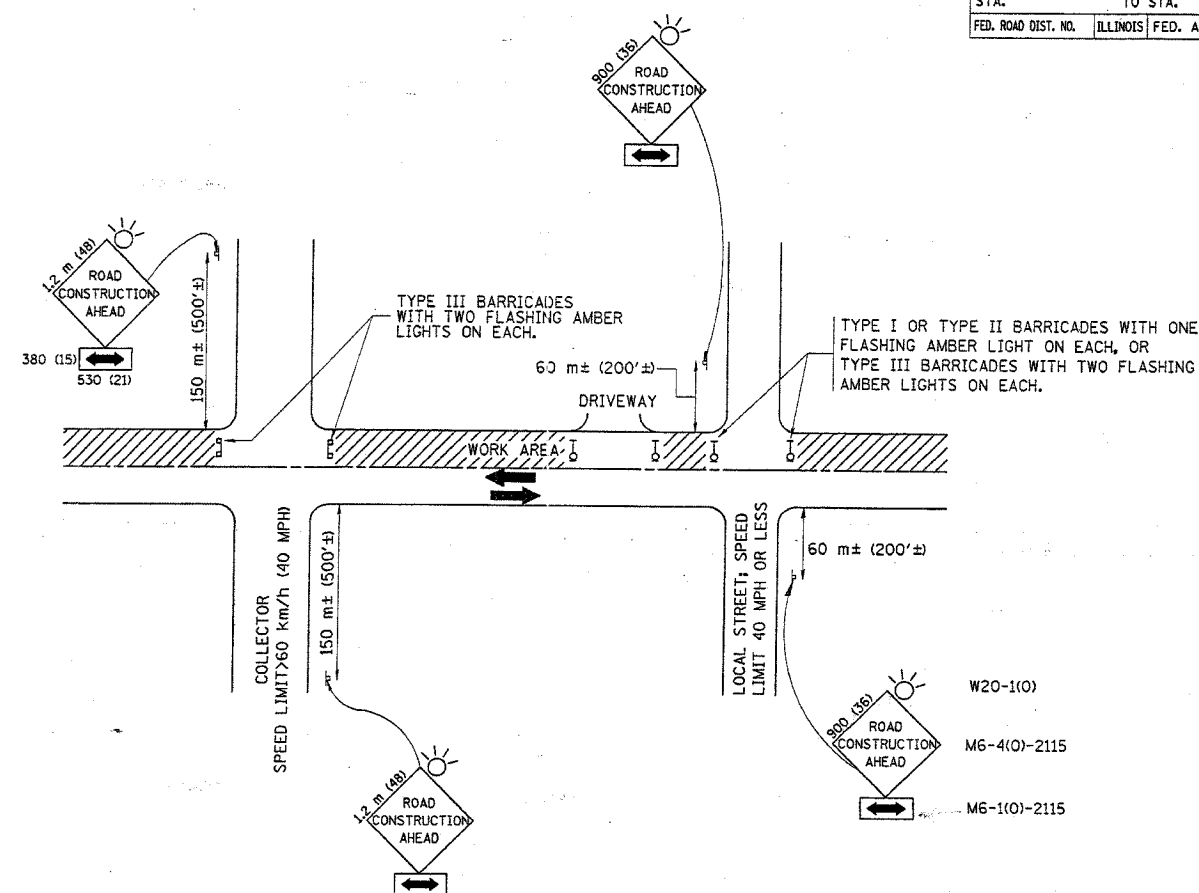 STA. TO STA.
FED. ROAD DIST. NO. ILLINOIS FED. A
900 (36)
ROAD
CONSTRUCTION
AHEAD
1.2 m (48)
ROAD
CONSTRUCTION
AHEAD
380 (15)
530 (21)
150 m± (500'±)
TYPE III BARRICADES
WITH TWO FLASHING AMBER
LIGHTS ON EACH.
TYPE I OR TYPE II BARRICADES WITH ONE
FLASHING AMBER LIGHT ON EACH, OR
TYPE III BARRICADES WITH TWO FLASHING
AMBER LIGHTS ON EACH.
60 m± (200'±)
DRIVEWAY
WORK AREA
COLLECTOR
SPEED LIMIT>60 km/h (40 MPH)
150 m± (500'±)
LOCAL STREET; SPEED
LIMIT 40 MPH OR LESS
60 m± (200'±)
900 (36)
ROAD
CONSTRUCTION
AHEAD
W20-1(O)
M6-4(O)-2115
M6-1(O)-2115
1.2 m (48)
ROAD
CONSTRUCTION
AHEAD